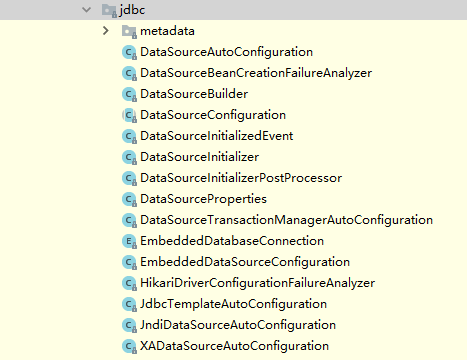 jdbc
metadata
DataSourceAutoConfiguration
DataSourceBeanCreationFailureAnalyzer
DataSourceBuilder
DataSourceConfiguration
DataSourceInitializedEvent
DataSourceInitializer
DataSourceInitializerPostProcessor
DataSourceProperties
DataSourceTransactionManagerAutoConfiguration
EmbeddedDatabaseConnection
EmbeddedDataSourceConfiguration
HikariDriverConfigurationFailureAnalyzer
JdbcTemplateAutoConfiguration
JndiDataSourceAutoConfiguration
XADataSourceAutoConfiguration